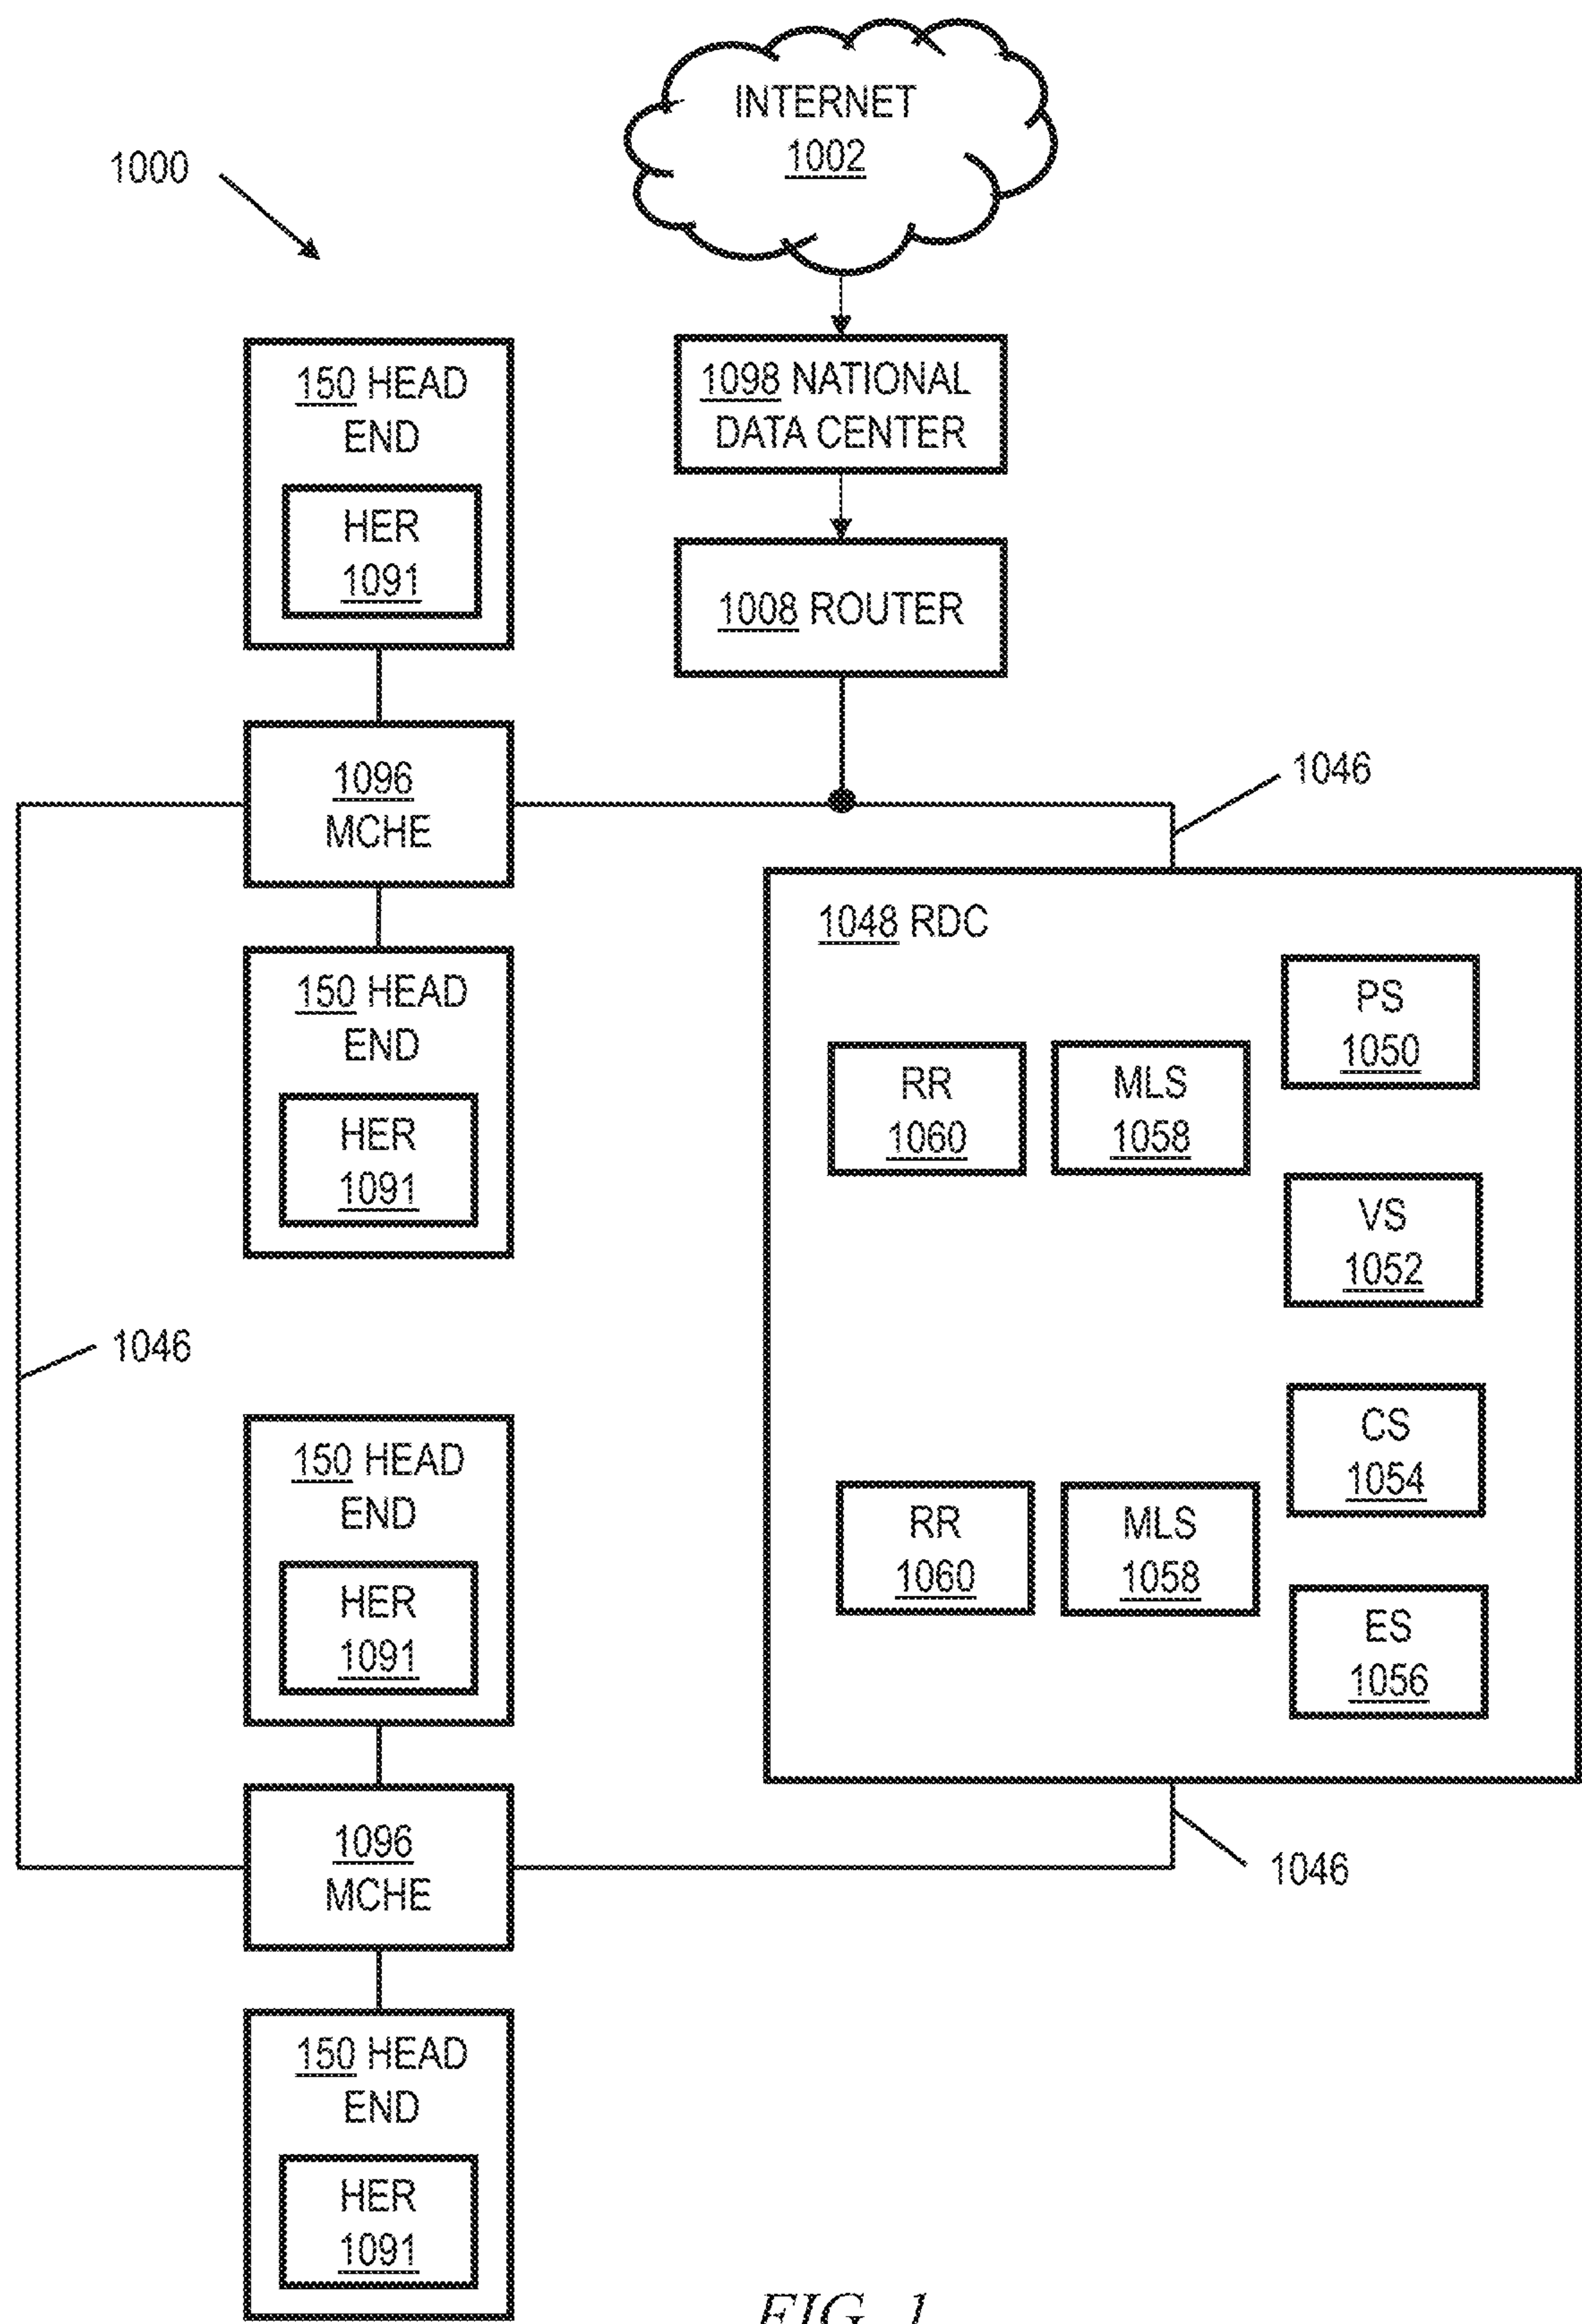 INTERNET
1002
1000
150 HEAD
END
HER
1091
1098 NATIONAL
DATA CENTER
1008 ROUTER
1096
MCHE
1046
150 HEAD
END
HER
1091
1048 RDC
PS
1050
RR
1060
MLS
1058
VS
1052
1046
150 HEAD
END
HER
1091
CS
1054
RR
1060
MLS
1058
ES
1056
1096
MCHE
1046
150 HEAD
END
HER
1091
FIG. 1